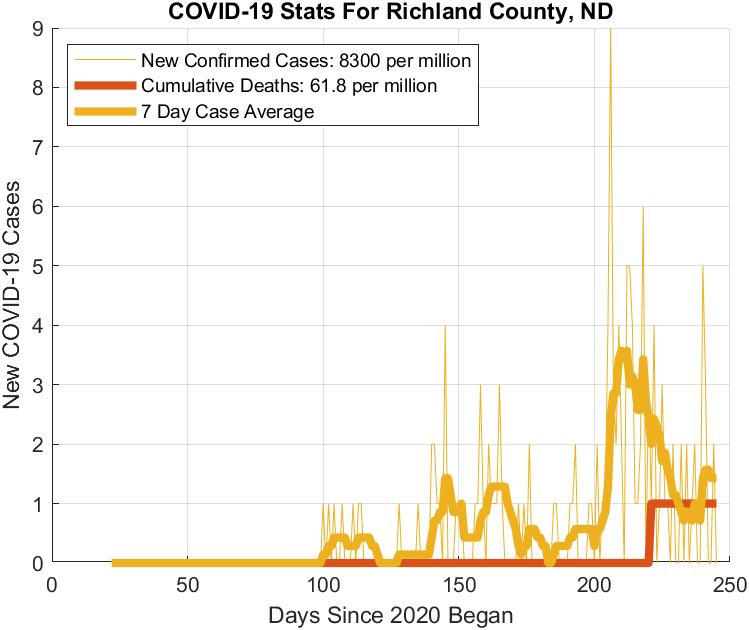 COVID-19 Stats For Richland County, ND
New Confirmed Cases: 8300 per million
Cumulative Deaths: 61.8 per million
7 Day Case Average
New COVID-19 Cases
9
8
7
6
5
4
3
2
1
0
0 50 100 150 200 250
Days Since 2020 Began